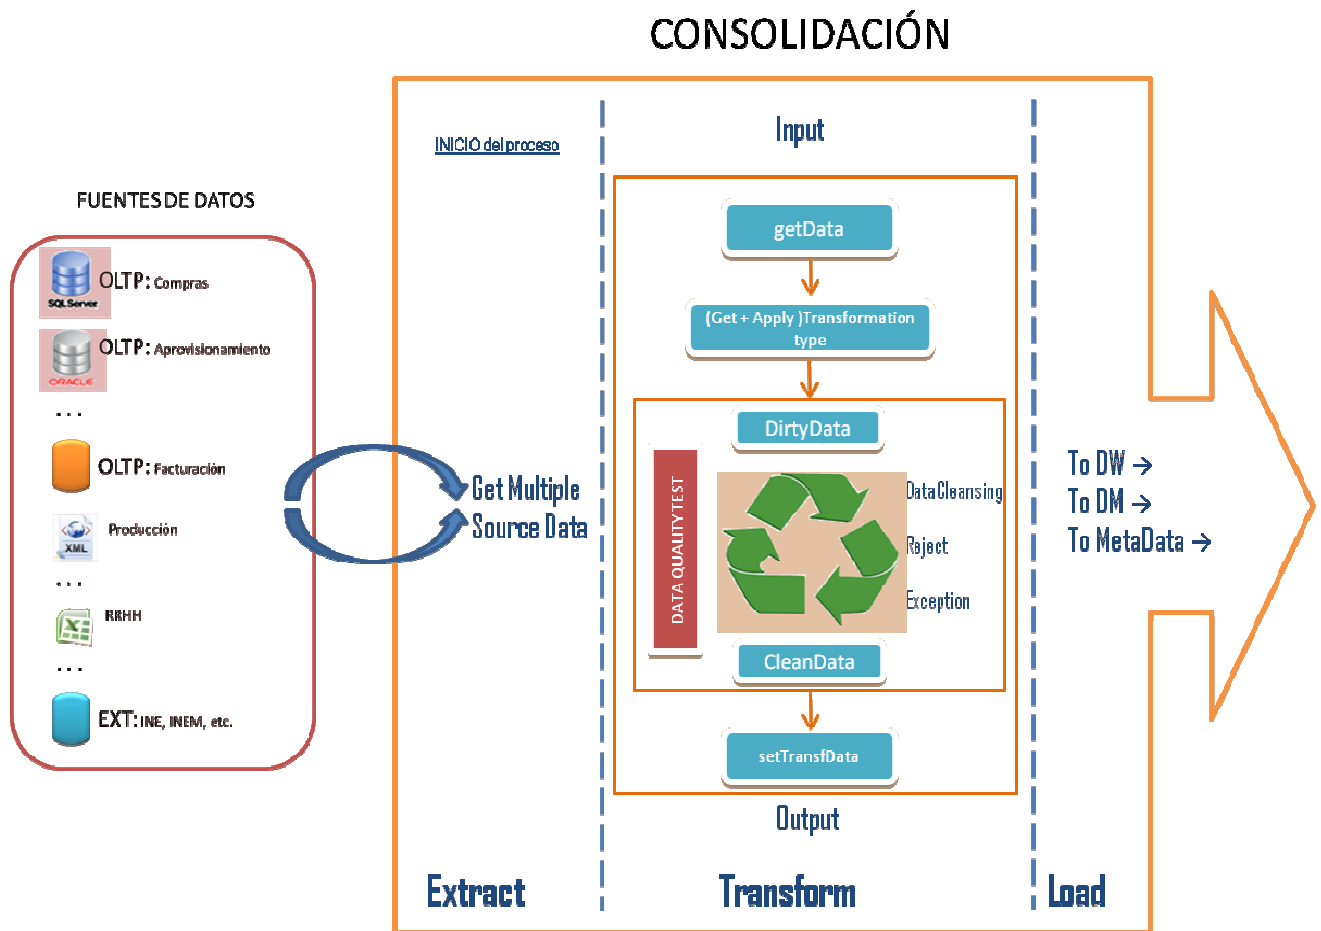 CONSOLIDACIÓN
FUENTES DE DATOS
SQL Server
OLTP: Compras
ORACLE
OLTP: Aprovisionamiento
...
OLTP: Facturación
XML
Producción
...
X
RRHH
...
EXT: INE, INEM, etc.
INICIO del proceso
Get Multiple
Source Data
Extract
Input
getData
(Get + Apply )Transformation
type
DirtyData
DATA QUALITY TEST
DataCleansing
Reject
Exception
CleanData
setTransfData
Output
Transform
To DW →
To DM →
To MetaData →
Load